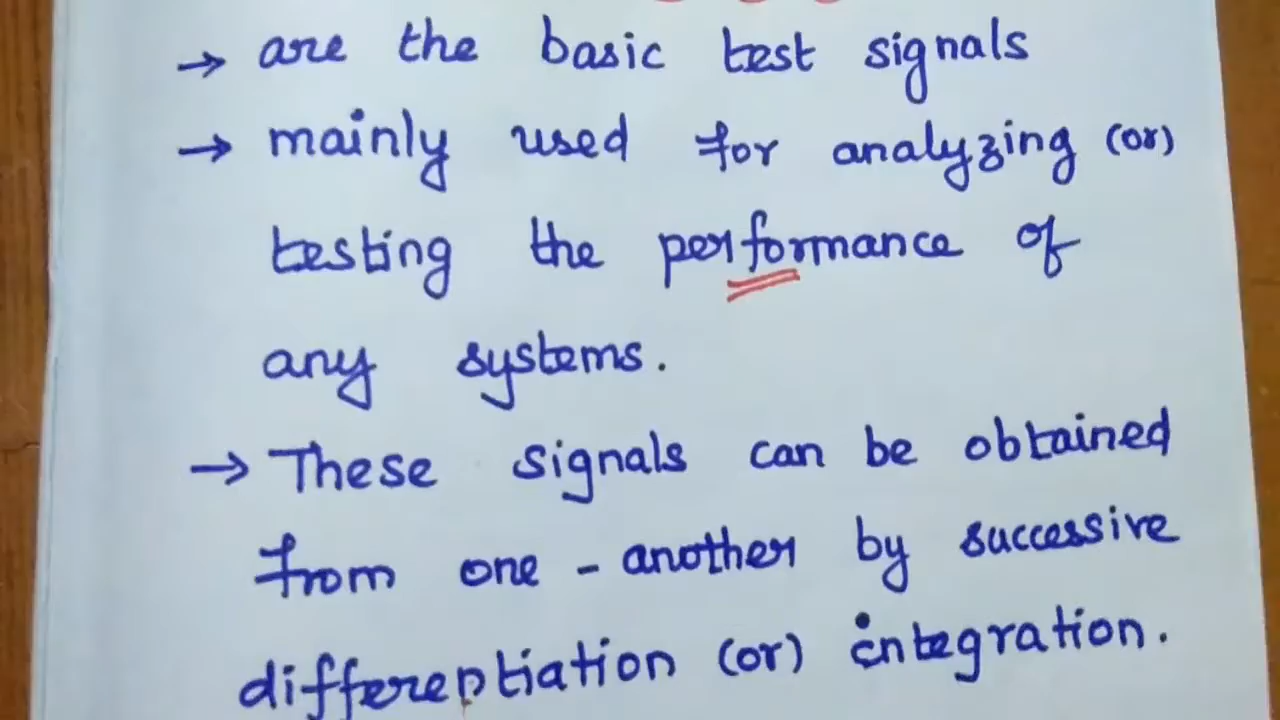 → are the basic test signals
→ mainly used for analyzing (or)
testing the performance of
any systems.
→ These signals can be obtained
from one - another by successive
differentiation (or) integration.